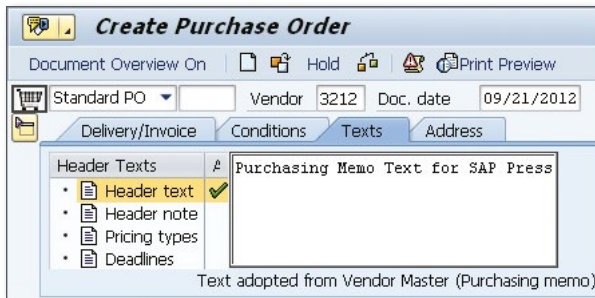 Create Purchase Order
Document Overview On Hold Print Preview
Standard PO Vendor 3212 Doc. date 09/21/2012
Delivery/Invoice Conditions Texts Address
Header Texts
Purchasing Memo Text for SAP Press
Header text
Header note
Pricing types
Deadlines
Text adopted from Vendor Master (Purchasing memo)